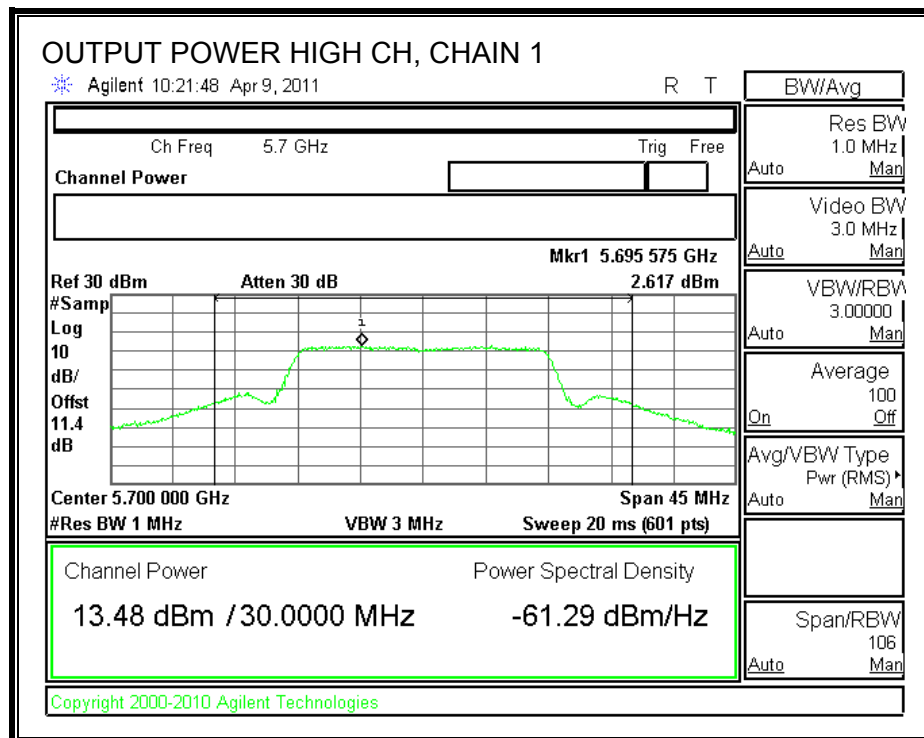 OUTPUT POWER HIGH CH, CHAIN 1
Agilent 10:21:48 Apr 9, 2011 R T
Ch Freq 5.7 GHz Trig Free
Channel Power
Mkr1 5.695 575 GHz
Ref 30 dBm Atten 30 dB 2.617 dBm
#Samp
Log
1
10
dB/
Offst
11.4
dB
Center 5.700 000 GHz Span 45 MHz
#Res BW 1 MHz VBW 3 MHz Sweep 20 ms (601 pts)
Channel Power Power Spectral Density
13.48 dBm / 30.0000 MHz -61.29 dBm/Hz
Copyright 2000-2010 Agilent Technologies
BW/Avg
Res BW
1.0 MHz
Auto Man
Video BW
3.0 MHz
Auto Man
VBW/RBW
3.00000
Auto Man
Average
100
On Off
Avg/VBW Type
Pwr (RMS)
Auto Man
Span/RBW
106
Auto Man